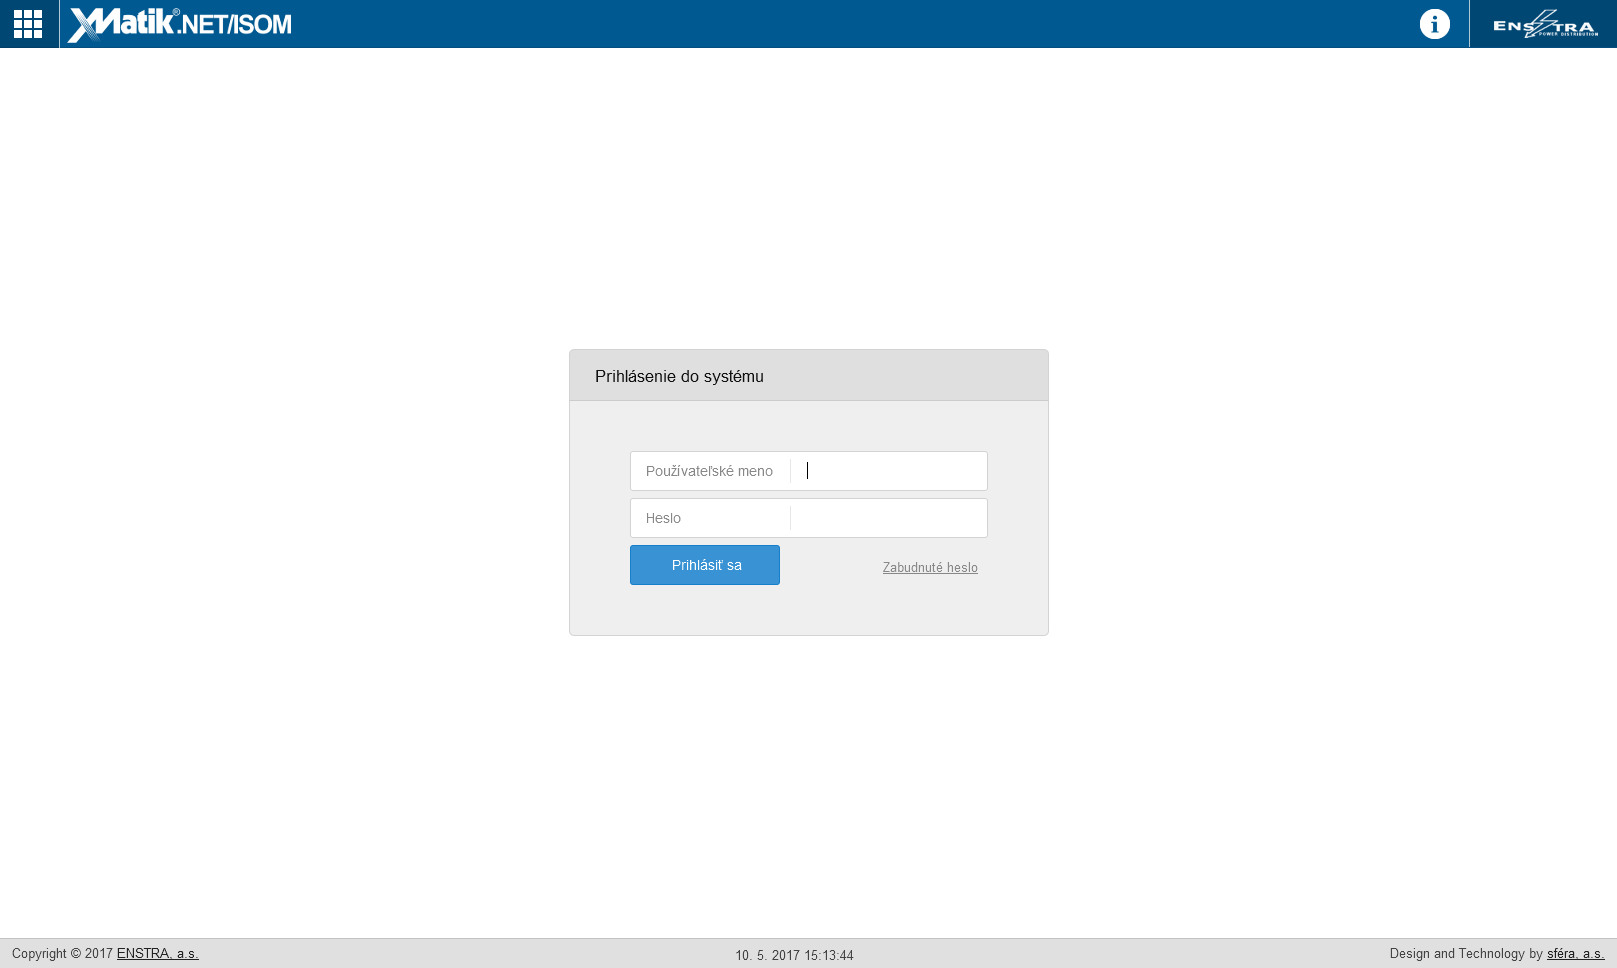 XMatik®.NET/ISOM
ENSTRA
POWER DISTRIBUTION
Prihlásenie do systému
Používateľské meno
Heslo
Prihlásiť sa
Zabudnuté heslo
Copyright © 2017 ENSTRA, a.s.
10. 5. 2017 15:13:44
Design and Technology by sféra, a.s.